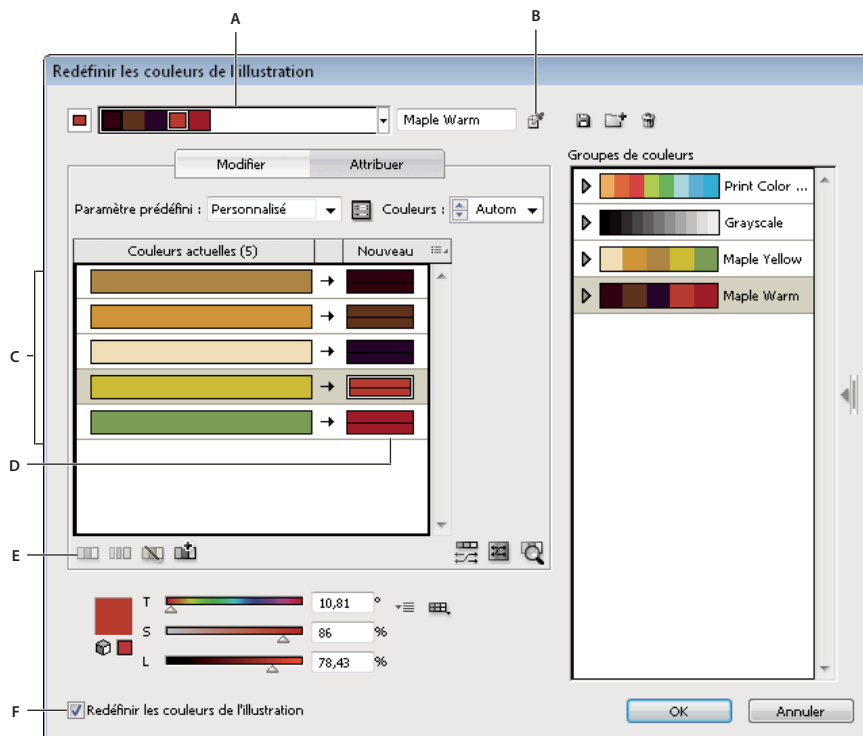 A
B
Redéfinir les couleurs de l'illustration
Maple Warm
Groupes de couleurs
Modifier
Attribuer
Print Color ...
Paramètre prédéfini :
Personnalisé
Couleurs :
Autom
Grayscale
Couleurs actuelles (5)
Nouveau
Maple Yellow
Maple Warm
C
D
E
T
10,81
°
S
86
%
L
78,43
%
F
Redéfinir les couleurs de l'illustration
OK
Annuler